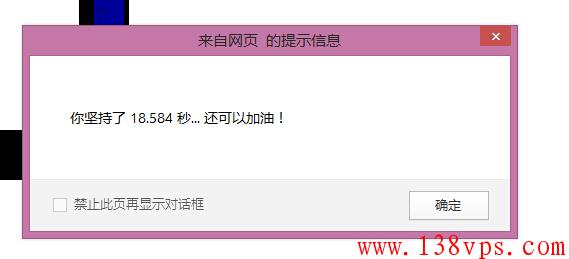 来自网页 的提示信息
你坚持了 18.584 秒... 还可以加油！
禁止此页再显示对话框
确定
www.138vps.com